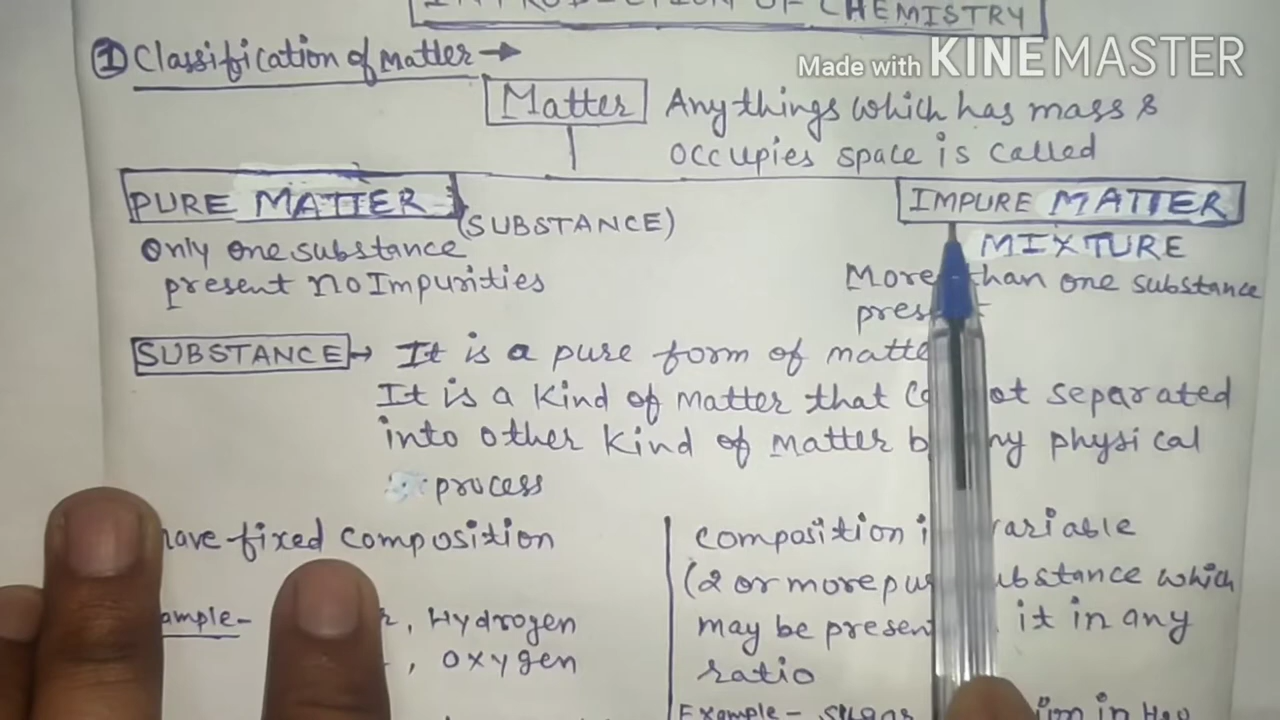 INTRODUCTION OF CHEMISTRY
Made with KINEMASTER
① Classification of Matter →
Matter Any things which has mass &
occupies space is called
PURE MATTER (SUBSTANCE)
Only one substance
present no Impurities
IMPURE MATTER
MIXTURE
More than one substance
SUBSTANCE → It is a pure form of
It is a kind of matter that separated
into other kind of matter physical
process
have fixed composition
Hydrogen
, oxygen
composition
(2 or more which
may be present it in any
ratio
Example - sugar in